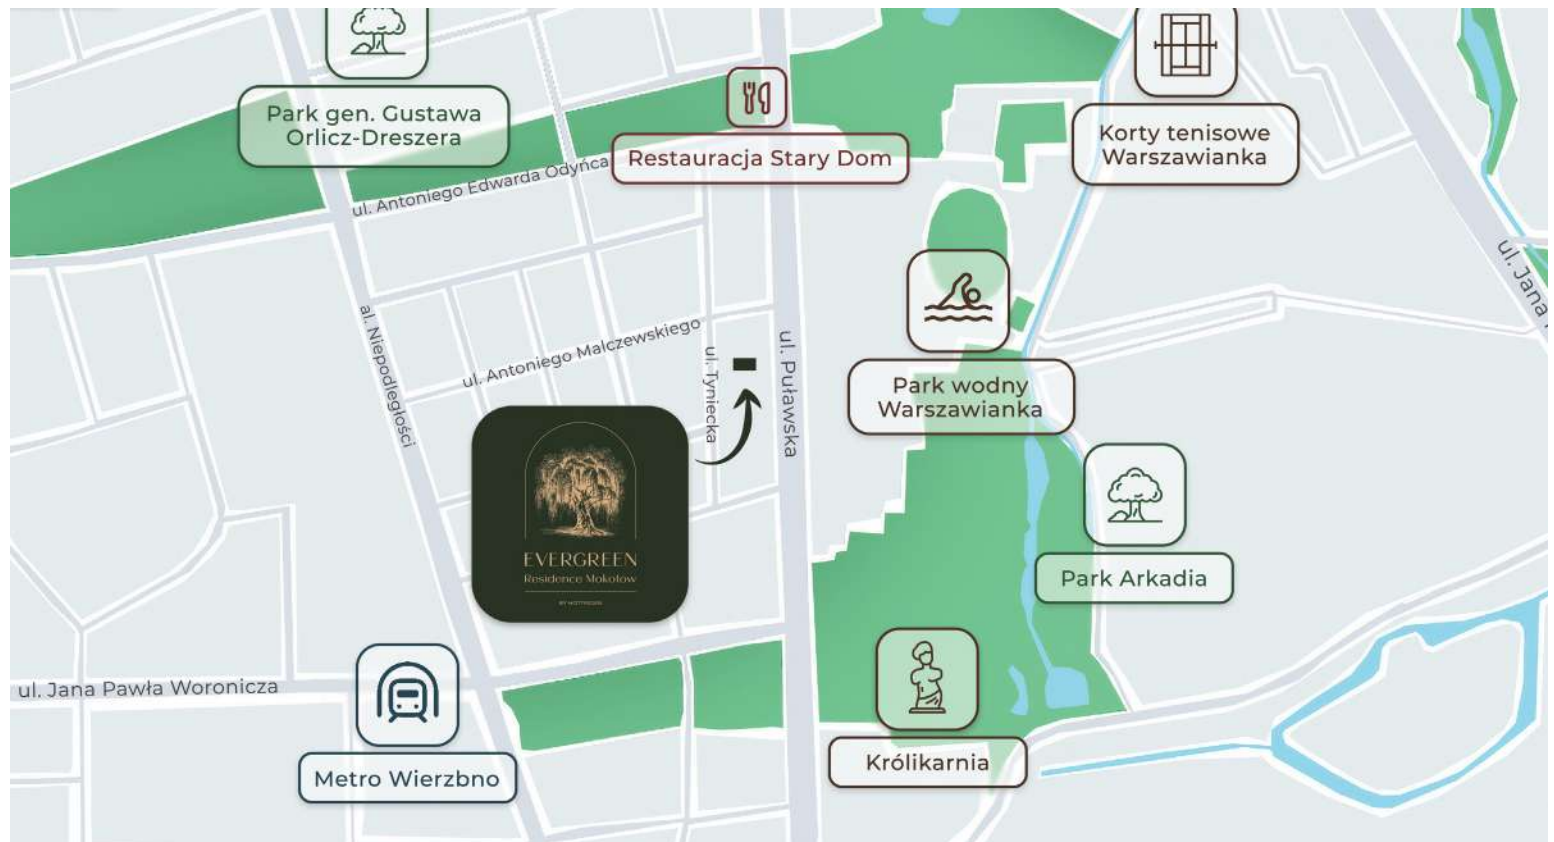 Park gen. Gustawa
Orlicz-Dreszera
Restauracja Stary Dom
Korty tenisowe
Warszawianka
ul. Antoniego Edwarda Odyńca
ul. Jana
al. Niepodległości
ul. Antoniego Malczewskiego
ul. Tyniecka
ul. Puławska
Park wodny
Warszawianka
EVERGREEN
Residence Mokotow
Park Arkadia
ul. Jana Pawła Woronicza
Metro Wierzbno
Królikarnia